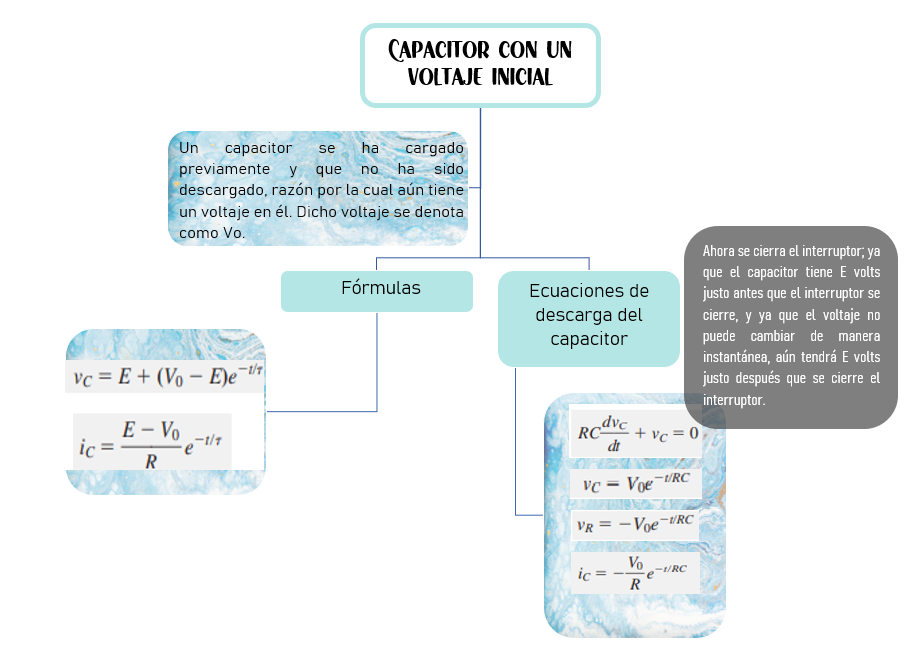 Capacitor con un
voltaje inicial
Un capacitor se ha cargado
previamente y que no ha sido
descargado, razón por la cual aún tiene
un voltaje en él. Dicho voltaje se denota
como Vo.
Fórmulas
v_C = E + (V_0 − E)e^{−t/τ}
i_C = \frac{E − V_0}{R} e^{−t/τ}
Ecuaciones de
descarga del
capacitor
Ahora se cierra el interruptor; ya
que el capacitor tiene E volts
justo antes que el interruptor se
cierre, y ya que el voltaje no
puede cambiar de manera
instantánea, aún tendrá E volts
justo después que se cierre el
interruptor.
RC\frac{dv_C}{dt} + v_C = 0
v_C = V_0e^{−t/RC}
v_R = −V_0e^{−t/RC}
i_C = −\frac{V_0}{R} e^{−t/RC}